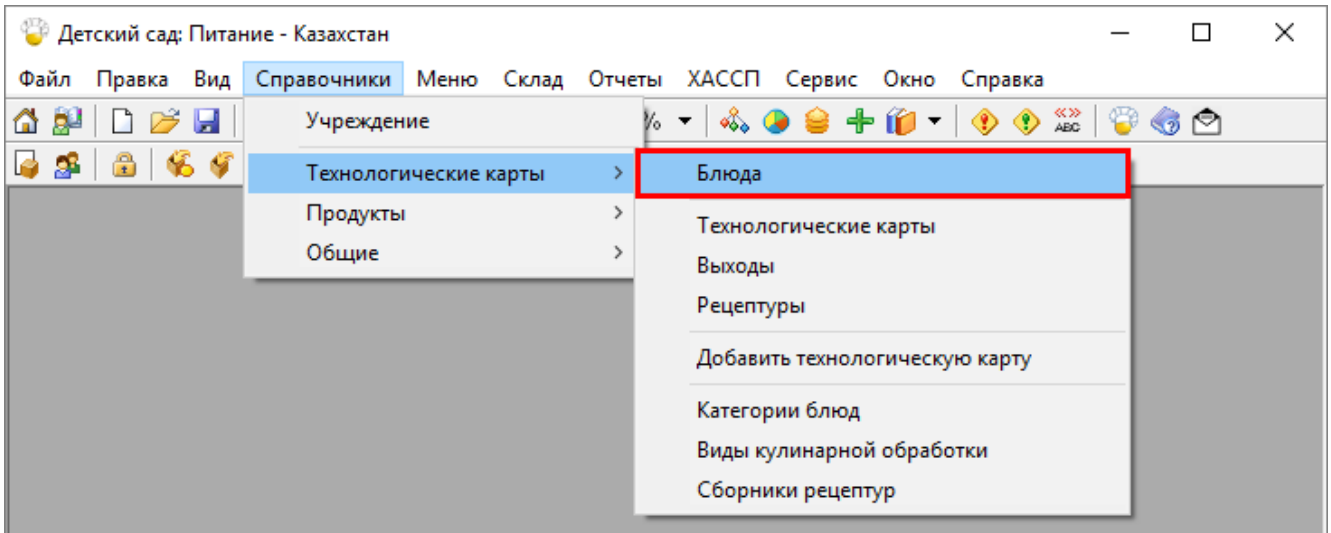 Детский сад: Питание - Казахстан
Файл Правка Вид Справочники Меню Склад Отчеты ХАССП Сервис Окно Справка
Учреждение
%
ABC
Технологические карты
Блюда
Продукты
Общие
Технологические карты
Выходы
Рецептуры
Добавить технологическую карту
Категории блюд
Виды кулинарной обработки
Сборники рецептур